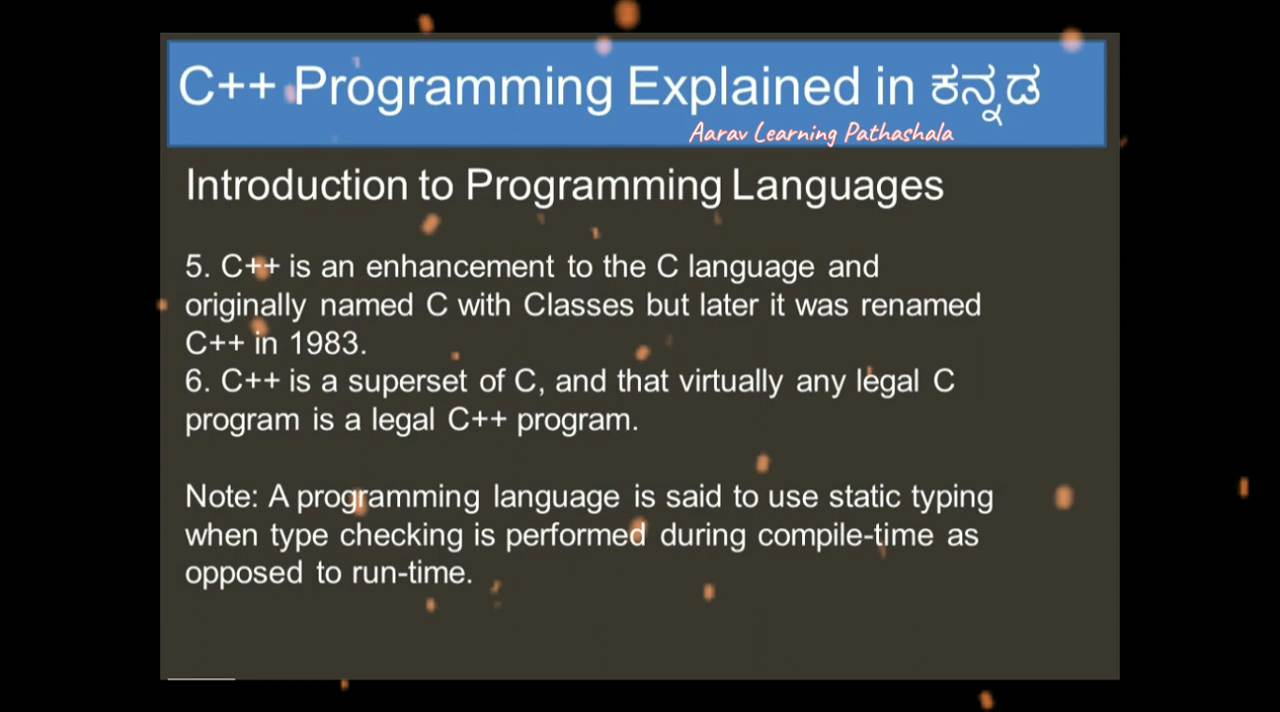 C++ Programming Explained in ಕನ್ನಡ
Aarav Learning Pathashala
Introduction to Programming Languages
5. C++ is an enhancement to the C language and
originally named C with Classes but later it was renamed
C++ in 1983.
6. C++ is a superset of C, and that virtually any legal C
program is a legal C++ program.
Note: A programming language is said to use static typing
when type checking is performed during compile-time as
opposed to run-time.